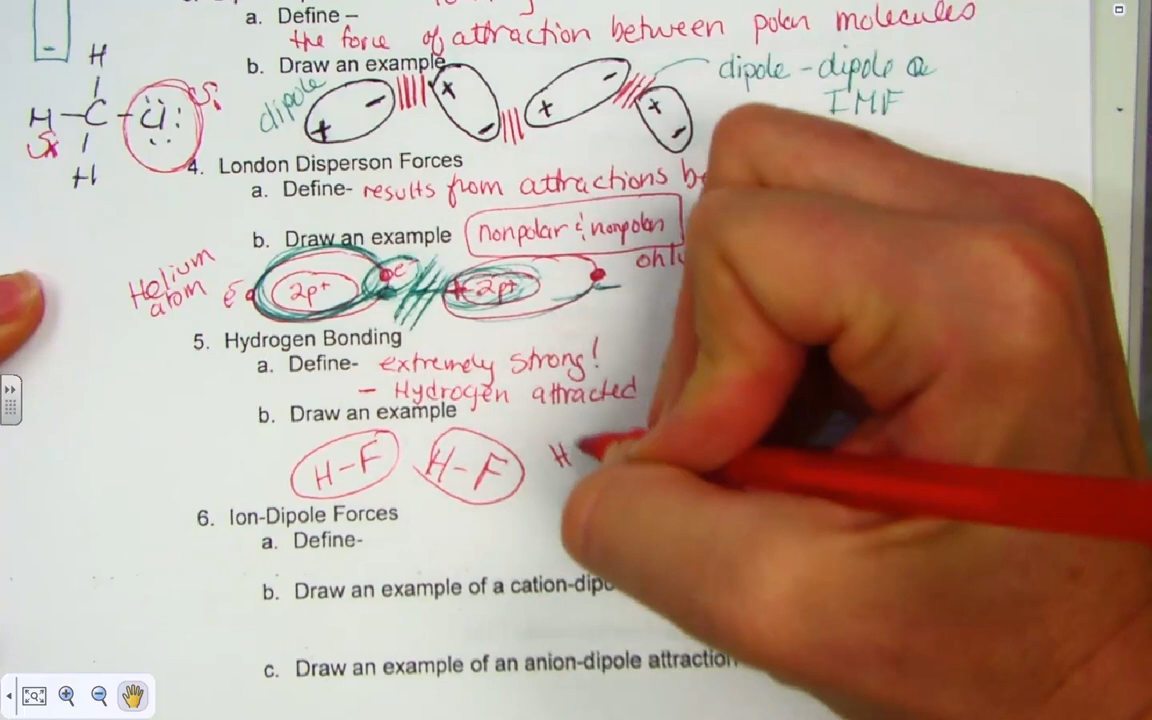 a. Define –
the force of attraction between polar molecules
b. Draw an example
dipole
dipole - dipole
IMF
+ - + - + - + -
H
H - C - Cl
H
4. London Disperson Forces
a. Define- results from attractions
b. Draw an example nonpolar & nonpolar
Helium
atom
e⁻ 2p⁺ e⁻ 2p⁺
5. Hydrogen Bonding
a. Define- extremely strong!
- Hydrogen attracted
b. Draw an example
H-F H-F H
6. Ion-Dipole Forces
a. Define-
b. Draw an example of a cation-dipo
c. Draw an example of an anion-dipole attraction